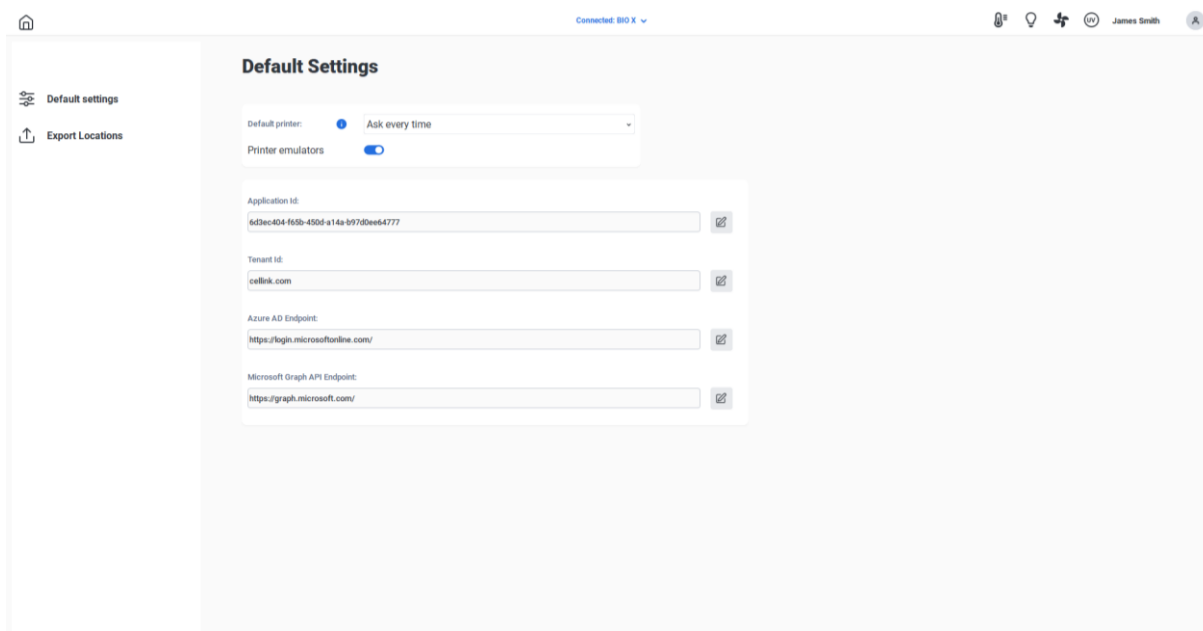 Connected: BIO X
UV
James Smith
Default settings
Export Locations
Default Settings
Default printer:
Ask every time
Printer emulators
Application Id:
6d3ec404-f65b-450d-a14a-b97d0ee64777
Tenant Id:
cellink.com
Azure AD Endpoint:
https://login.microsoftonline.com/
Microsoft Graph API Endpoint:
https://graph.microsoft.com/